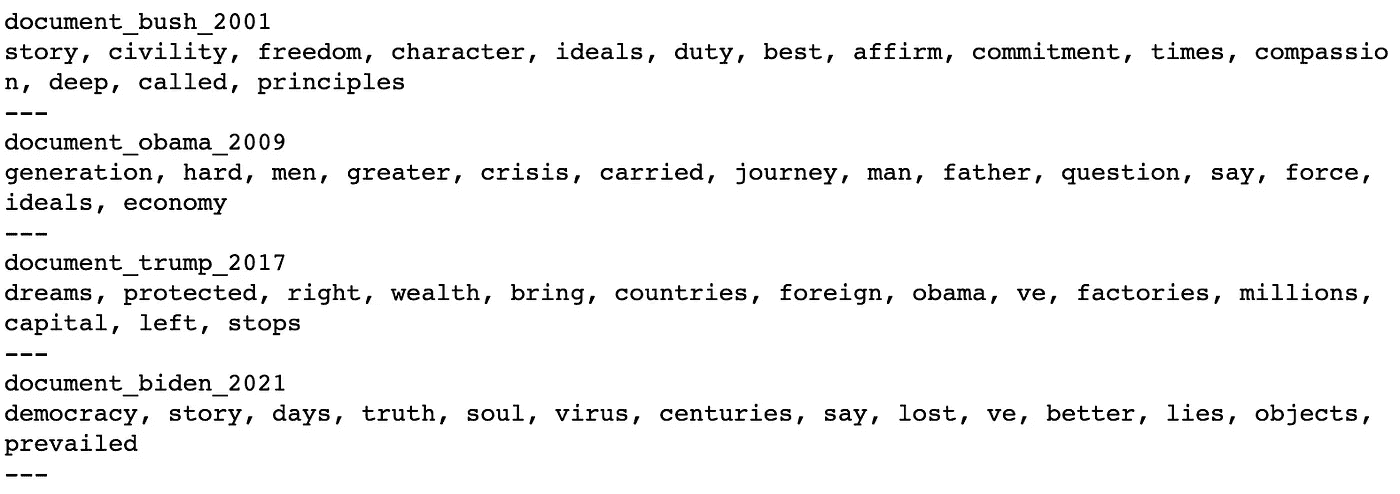 document_bush_2001
story, civility, freedom, character, ideals, duty, best, affirm, commitment, times, compassio
n, deep, called, principles
---
document_obama_2009
generation, hard, men, greater, crisis, carried, journey, man, father, question, say, force,
ideals, economy
---
document_trump_2017
dreams, protected, right, wealth, bring, countries, foreign, obama, ve, factories, millions,
capital, left, stops
---
document_biden_2021
democracy, story, days, truth, soul, virus, centuries, say, lost, ve, better, lies, objects,
prevailed
---